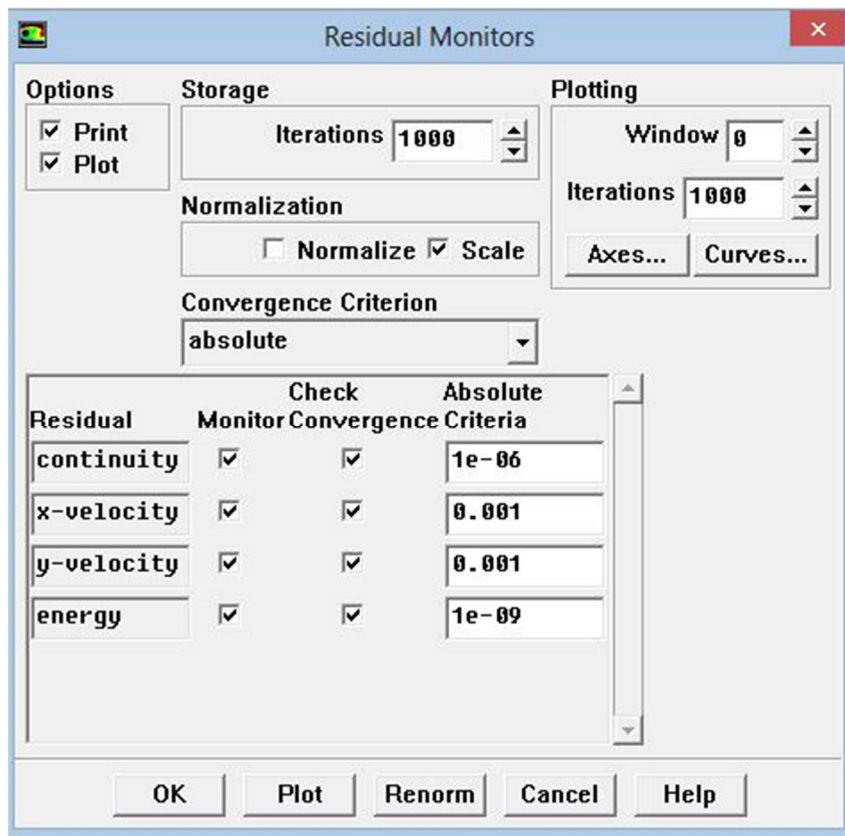 Residual Monitors
Options
Print
Plot
Storage
Iterations 1000
Normalization
Normalize Scale
Convergence Criterion
absolute
Plotting
Window 0
Iterations 1000
Axes... Curves...
Residual Monitor Check Convergence Absolute Criteria
continuity 1e-06
x-velocity 0.001
y-velocity 0.001
energy 1e-09
OK Plot Renorm Cancel Help